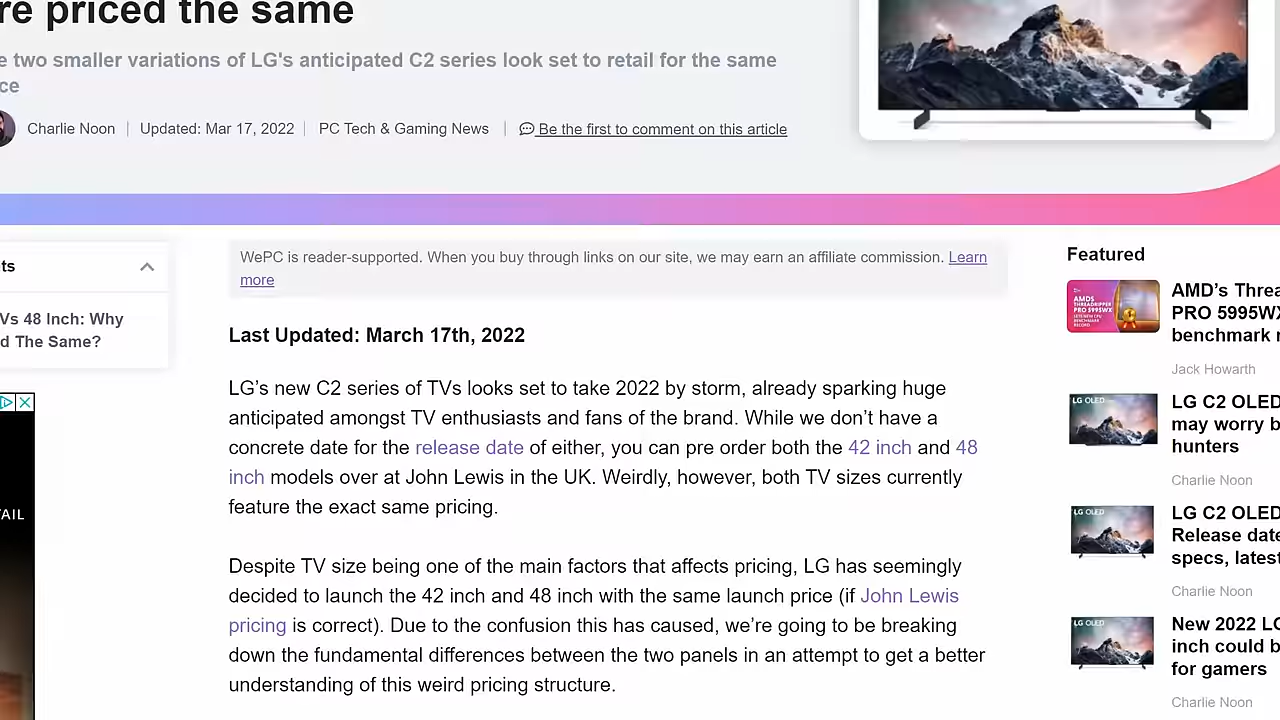 re priced the same
e two smaller variations of LG's anticipated C2 series look set to retail for the same
ce
Charlie Noon | Updated: Mar 17, 2022 | PC Tech & Gaming News | Be the first to comment on this article
ts
Vs 48 Inch: Why
d The Same?
AIL
WePC is reader-supported. When you buy through links on our site, we may earn an affiliate commission. Learn
more
Last Updated: March 17th, 2022
LG’s new C2 series of TVs looks set to take 2022 by storm, already sparking huge
anticipated amongst TV enthusiasts and fans of the brand. While we don’t have a
concrete date for the release date of either, you can pre order both the 42 inch and 48
inch models over at John Lewis in the UK. Weirdly, however, both TV sizes currently
feature the exact same pricing.
Despite TV size being one of the main factors that affects pricing, LG has seemingly
decided to launch the 42 inch and 48 inch with the same launch price (if John Lewis
pricing is correct). Due to the confusion this has caused, we’re going to be breaking
down the fundamental differences between the two panels in an attempt to get a better
understanding of this weird pricing structure.
Featured
AMDS
THREADRIPPER
PRO 5995WX
AMD’s Threa
PRO 5995WX
benchmark r
Jack Howarth
LG OLED
LG C2 OLED
may worry b
hunters
Charlie Noon
LG OLED
LG C2 OLED
Release date
specs, latest
Charlie Noon
LG OLED
New 2022 LG
inch could b
for gamers
Charlie Noon